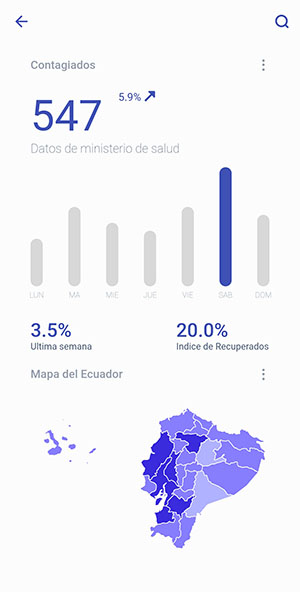 Contagiados
547 5.9%
Datos de ministerio de salud
LUN MA MIE JUE VIE SAB DOM
3.5% 20.0%
Ultima semana Indice de Recuperados
Mapa del Ecuador